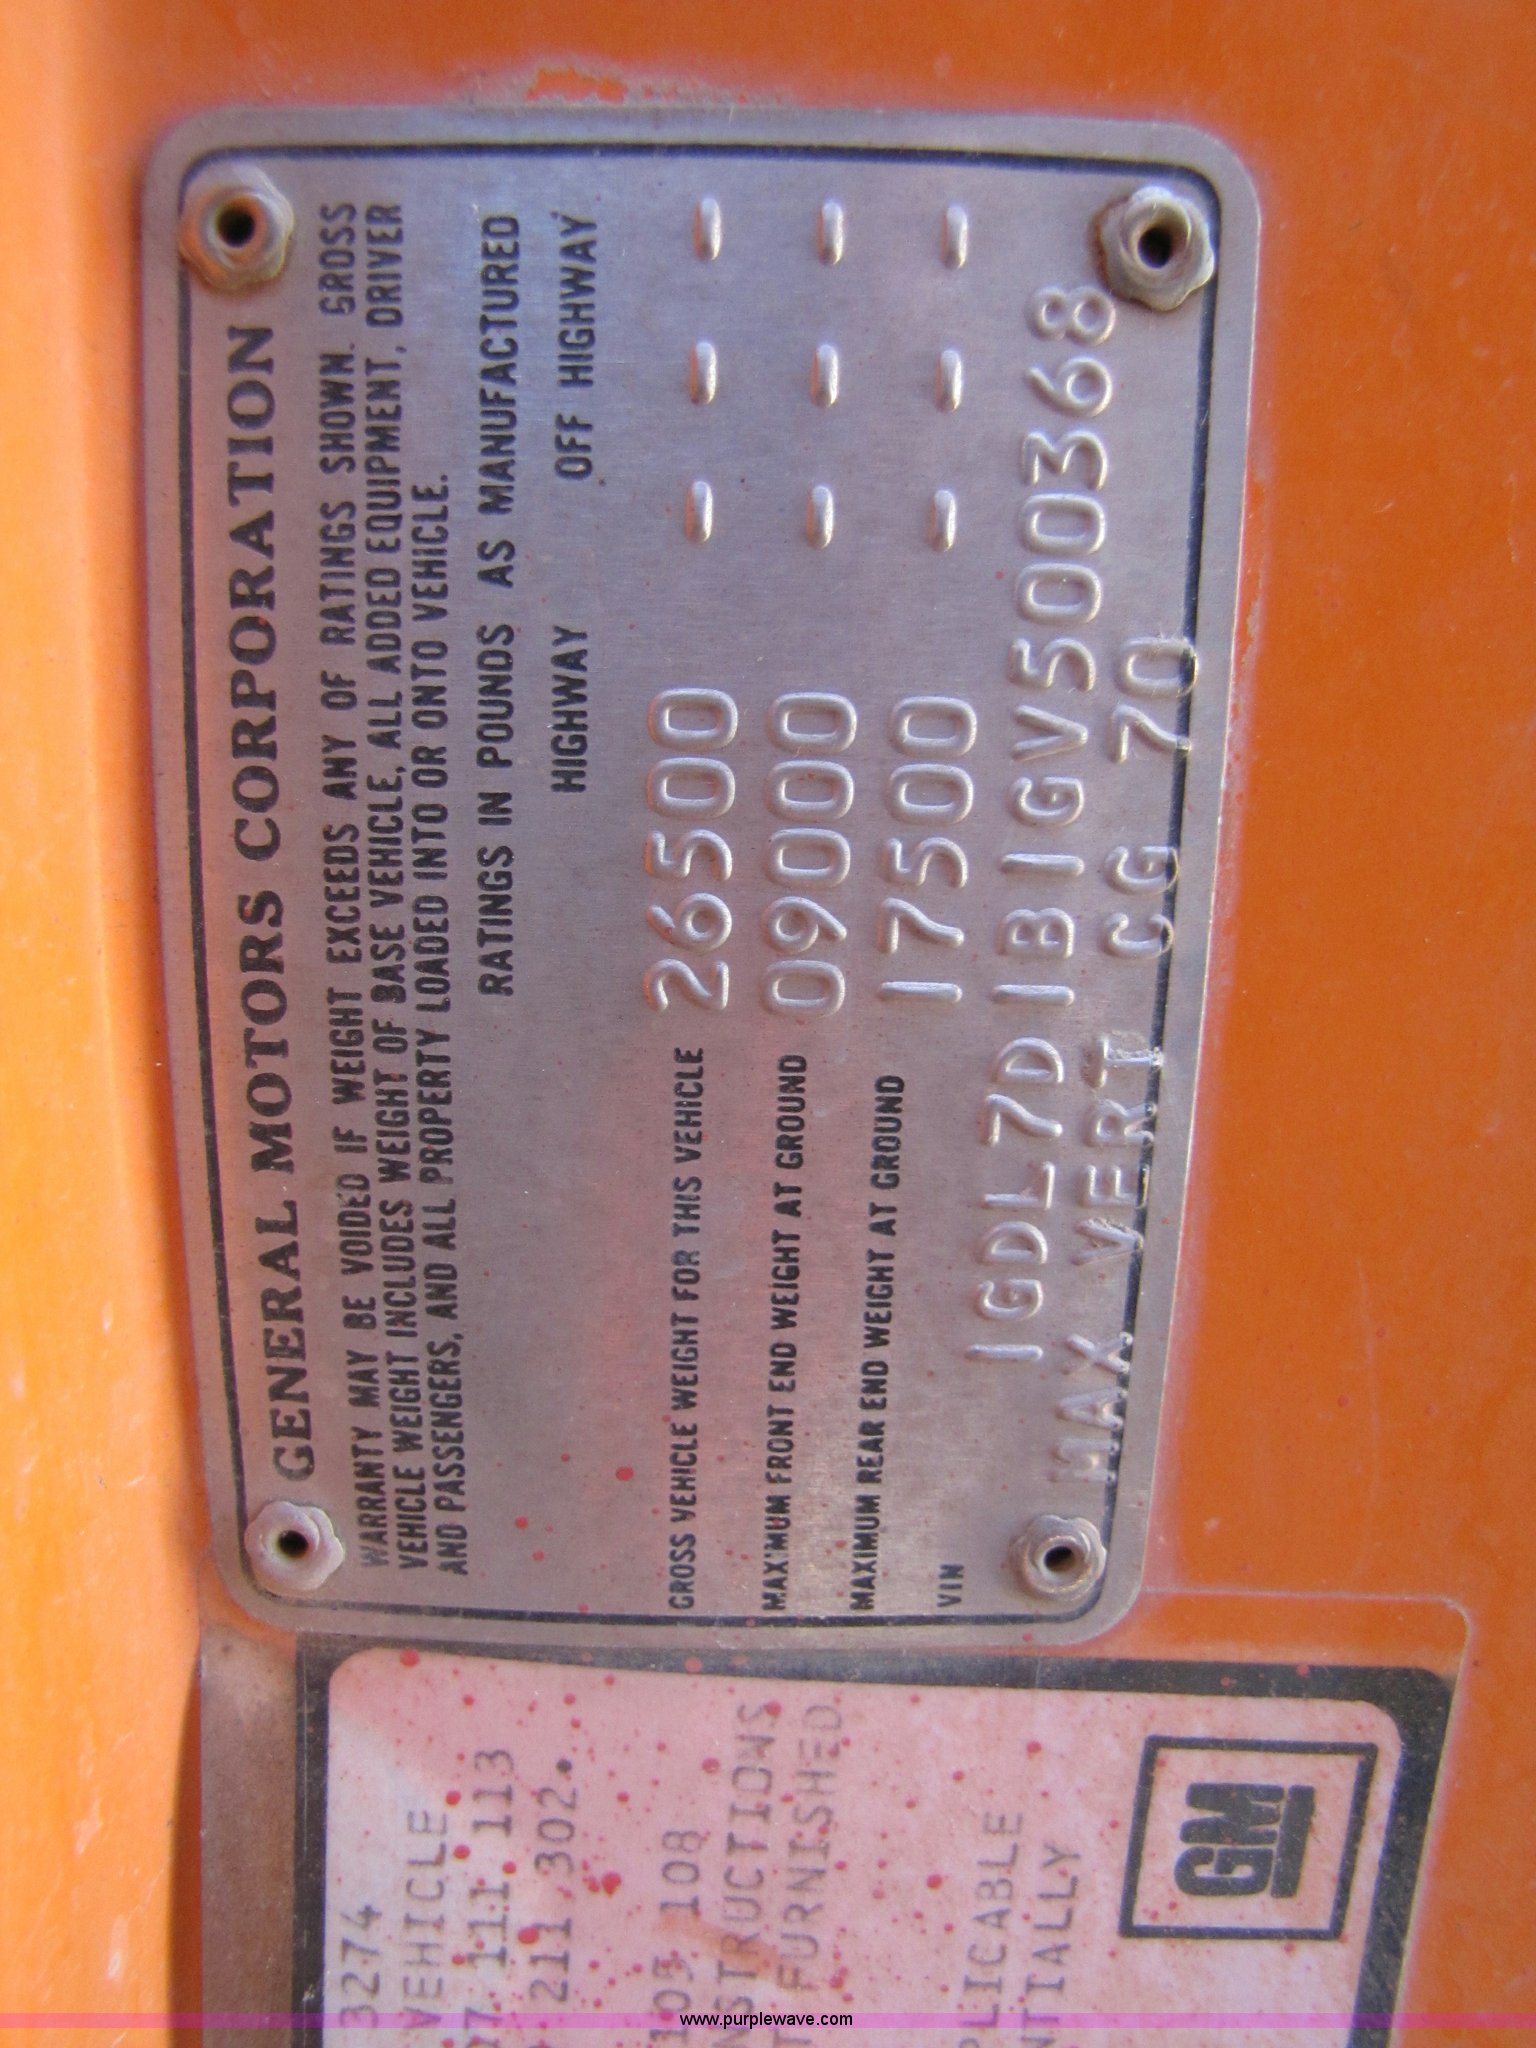 GENERAL MOTORS CORPORATION
WARRANTY MAY BE VOIDED IF WEIGHT EXCEEDS ANY OF RATINGS SHOWN. GROSS
VEHICLE WEIGHT INCLUDES WEIGHT OF BASE VEHICLE, ALL ADDED EQUIPMENT, DRIVER
AND PASSENGERS, AND ALL PROPERTY LOADED INTO OR ONTO VEHICLE.
RATINGS IN POUNDS AS MANUFACTURED
HIGHWAY OFF HIGHWAY
GROSS VEHICLE WEIGHT FOR THIS VEHICLE 26500 - - -
MAXIMUM FRONT END WEIGHT AT GROUND 09000 - - -
MAXIMUM REAR END WEIGHT AT GROUND 17500 - - -
VIN 1GDL7D1B1GV500368
MAX VERT CG 70
3274
VEHICLE
07 111 113
211 302.
103 108
NSTRUCTIONS
T FURNISHED
PLICABLE
NTIALLY
GM
www.purplewave.com